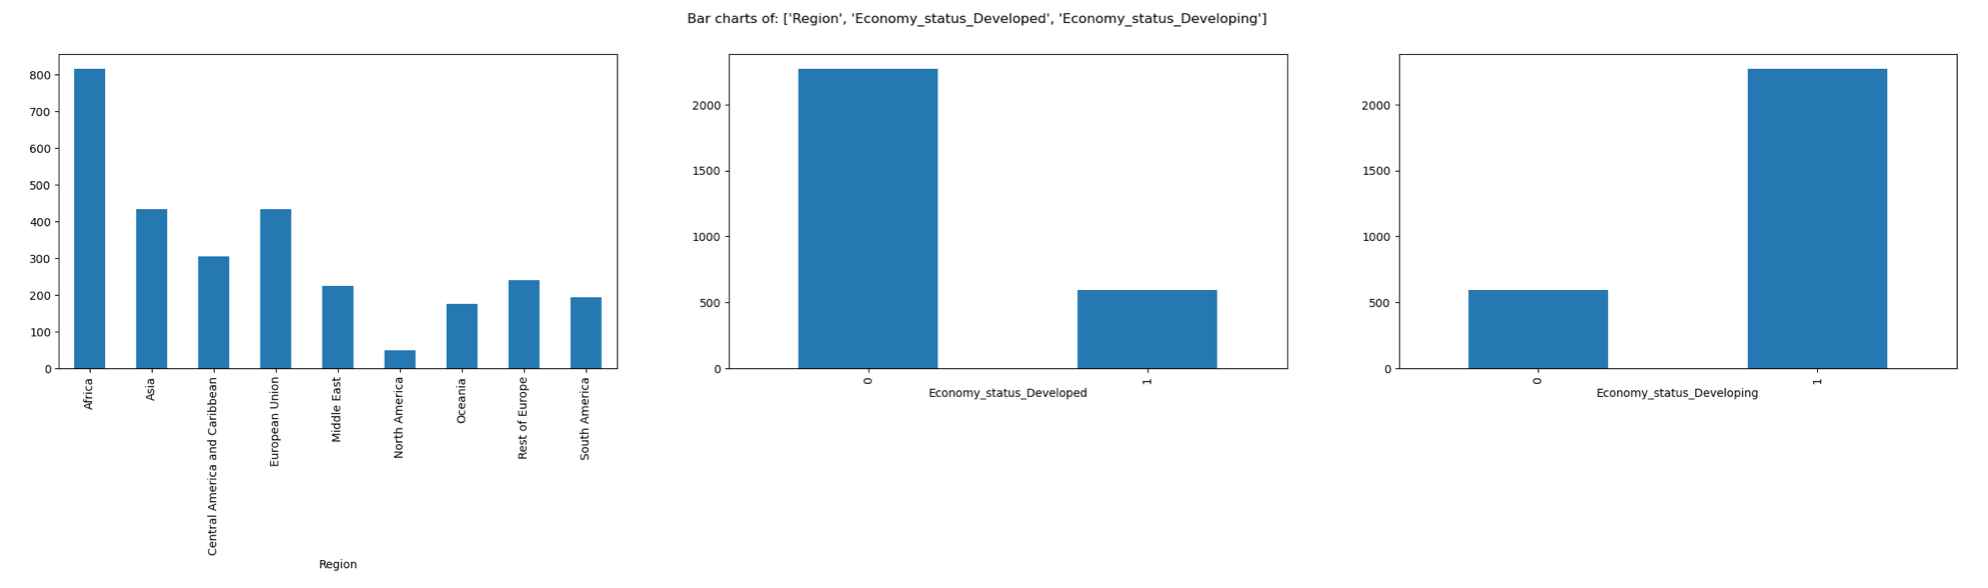 Bar charts of: ['Region', 'Economy_status_Developed', 'Economy_status_Developing']
800
700
600
500
400
300
200
100
0
Africa
Asia
Central America and Caribbean
European Union
Middle East
North America
Oceania
Rest of Europe
South America
Region
2000
1500
1000
500
0
0
1
Economy_status_Developed
2000
1500
1000
500
0
0
1
Economy_status_Developing